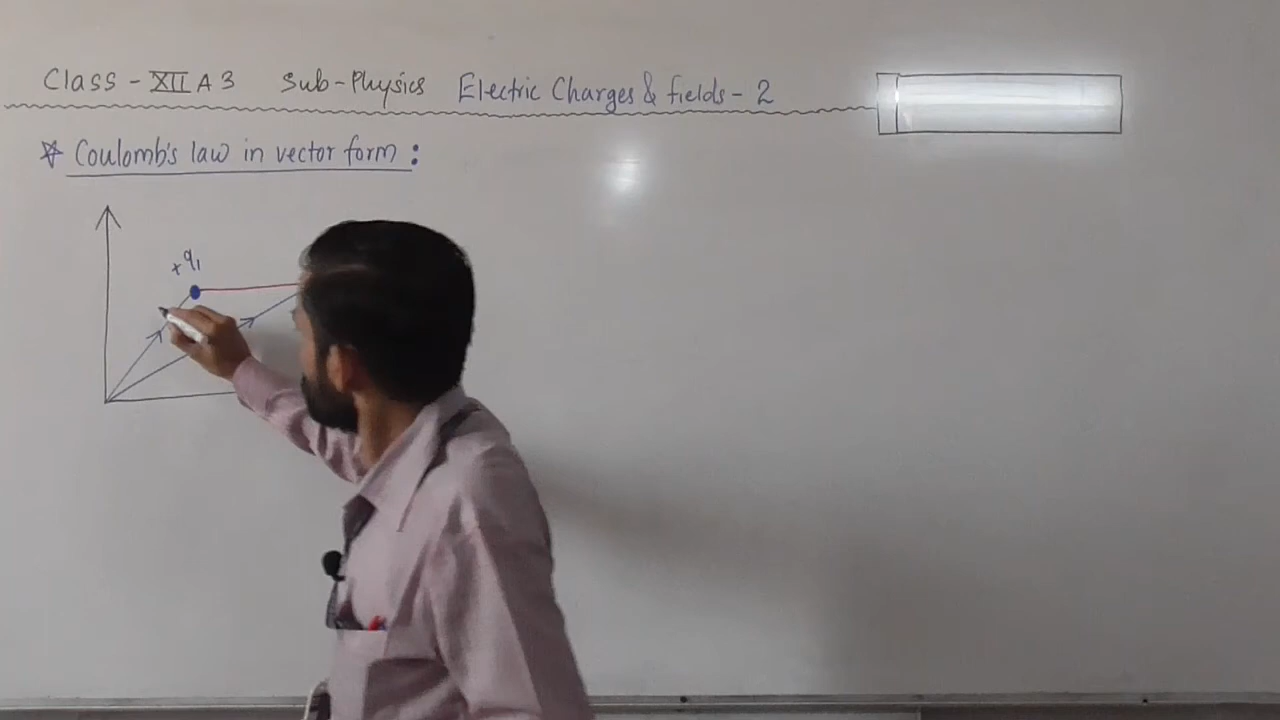 Class - XII A 3 Sub-Physics Electric Charges & fields - 2
☆ Coulomb's law in vector form :
+q1